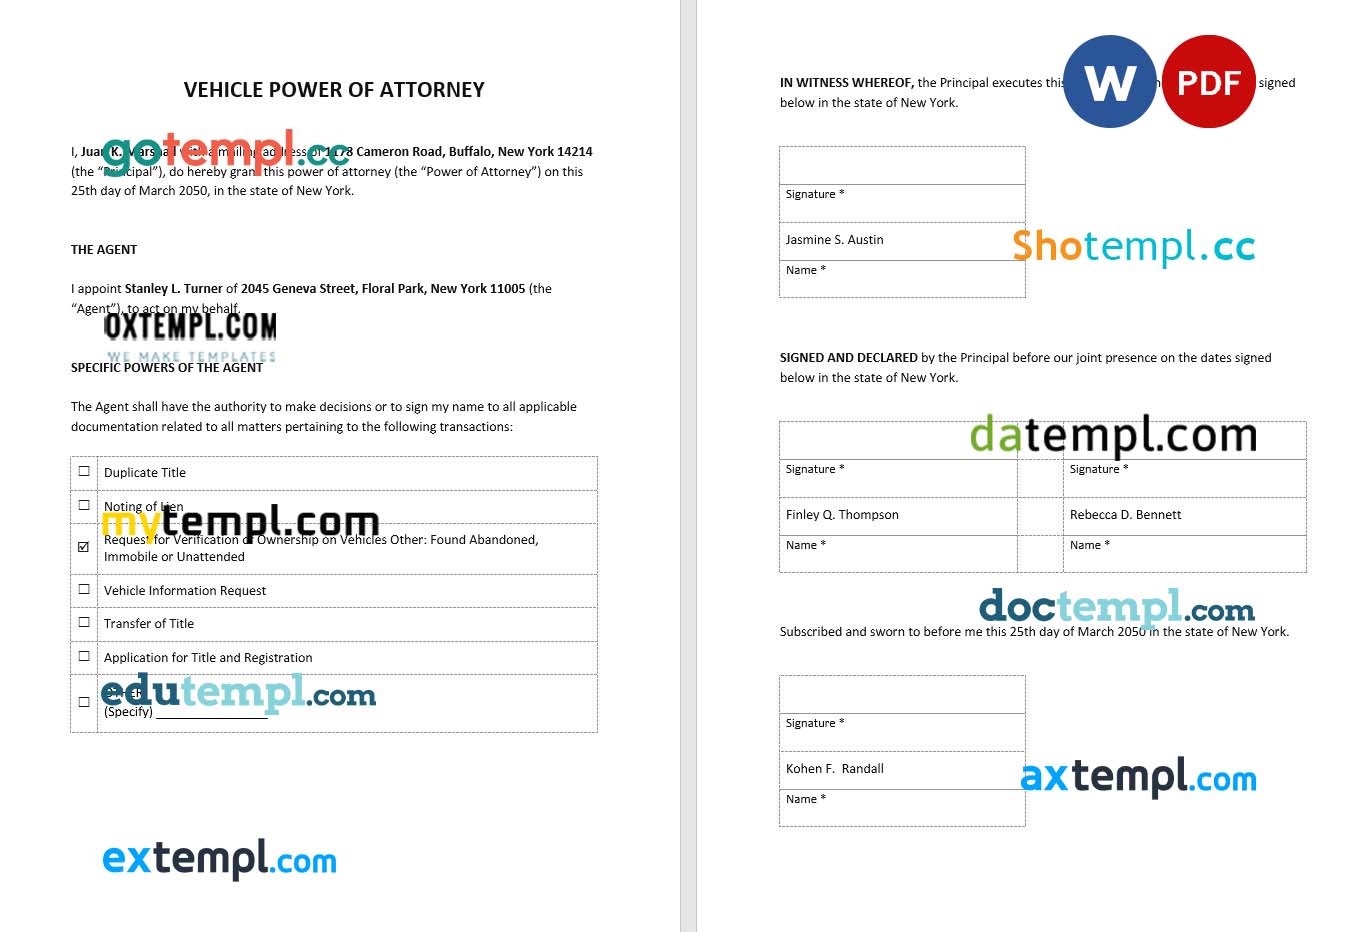 VEHICLE POWER OF ATTORNEY
I, Juan K. Marshall with a mailing address of 1178 Cameron Road, Buffalo, New York 14214
gotempl.cc
(the “Principal”), do hereby grant this power of attorney (the “Power of Attorney”) on this
25th day of March 2050, in the state of New York.
THE AGENT
I appoint Stanley L. Turner of 2045 Geneva Street, Floral Park, New York 11005 (the
“Agent”), to act on my behalf.
OXTEMPL.COM
WE MAKE TEMPLATES
SPECIFIC POWERS OF THE AGENT
The Agent shall have the authority to make decisions or to sign my name to all applicable
documentation related to all matters pertaining to the following transactions:
☐ Duplicate Title
☐ Noting of Lien
mytempl.com
☑ Request for Verification of Ownership on Vehicles Other: Found Abandoned,
Immobile or Unattended
☐ Vehicle Information Request
☐ Transfer of Title
☐ Application for Title and Registration
☐ OTHER
edutempl.com
(Specify) ________________
extempl.com
IN WITNESS WHEREOF, the Principal executes this signed
W PDF
below in the state of New York.
Signature *
Jasmine S. Austin
Shotempl.cc
Name *
SIGNED AND DECLARED by the Principal before our joint presence on the dates signed
below in the state of New York.
datempl.com
Signature * Signature *
Finley Q. Thompson Rebecca D. Bennett
Name * Name *
doctempl.com
Subscribed and sworn to before me this 25th day of March 2050 in the state of New York.
Signature *
Kohen F.  Randall
axtempl.com
Name *